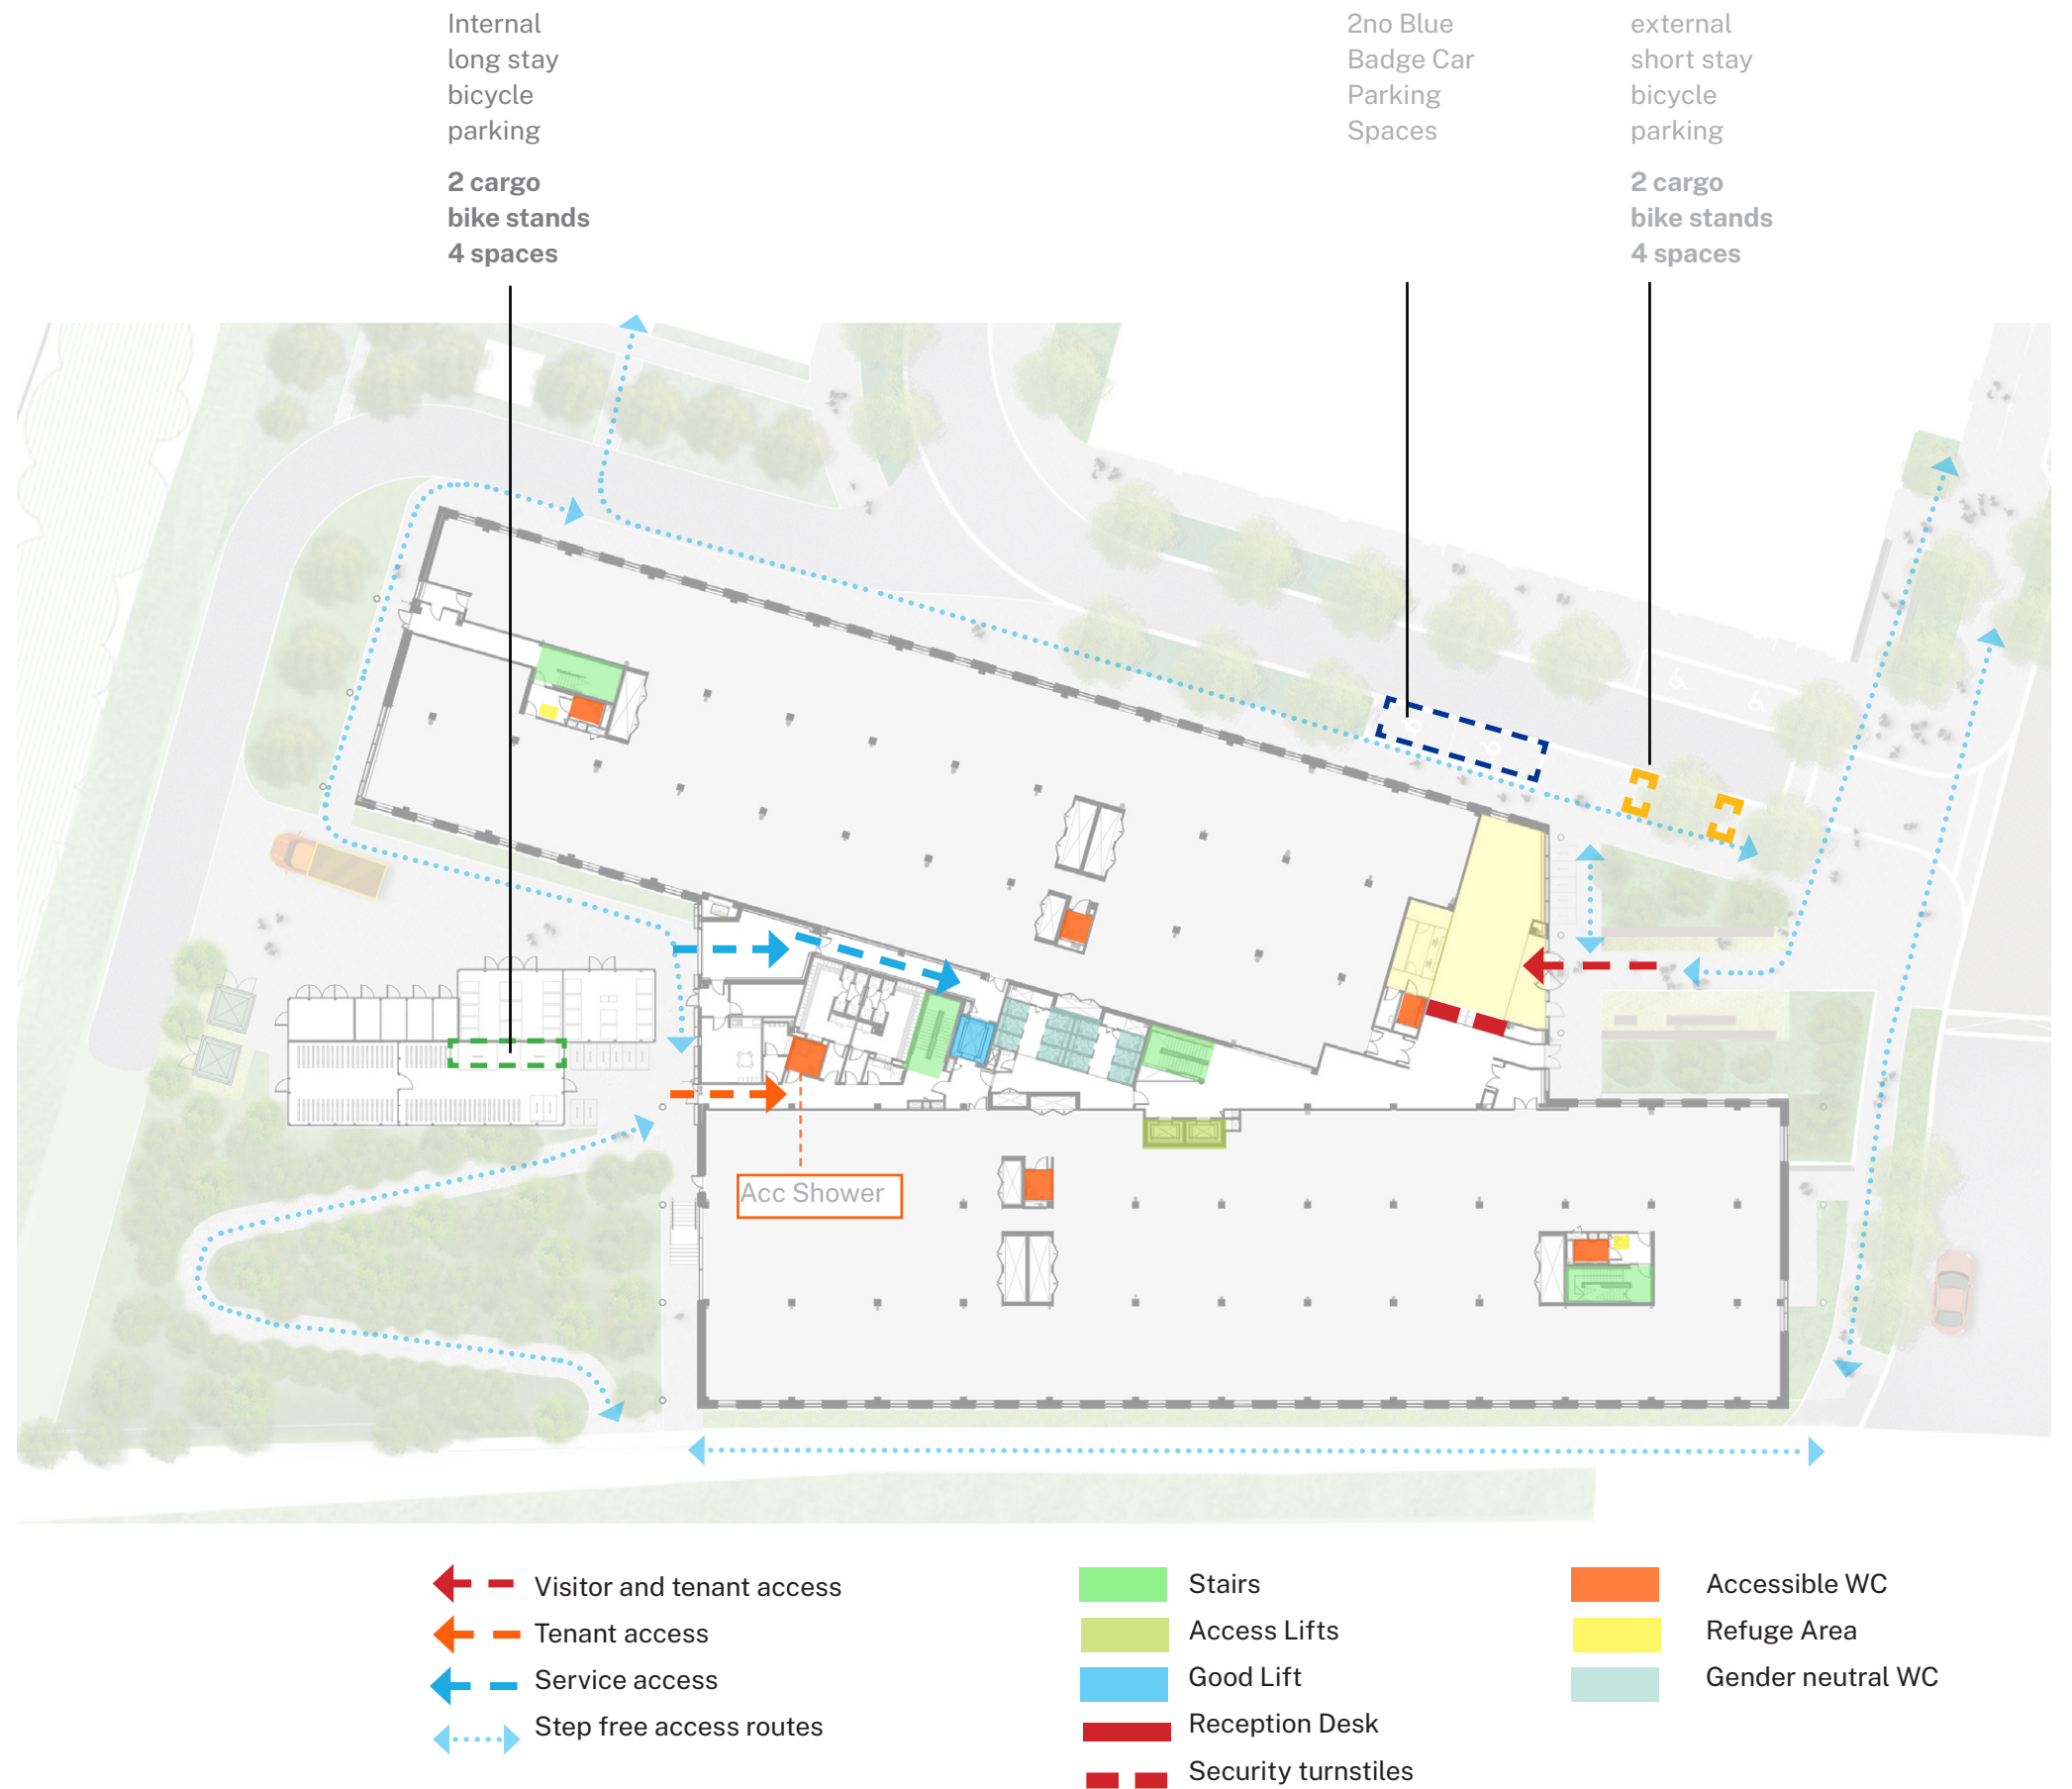 Internal
long stay
bicycle
parking
2 cargo
bike stands
4 spaces
2no Blue
Badge Car
Parking
Spaces
external
short stay
bicycle
parking
2 cargo
bike stands
4 spaces
Acc Shower
Visitor and tenant access
Tenant access
Service access
Step free access routes
Stairs
Access Lifts
Good Lift
Reception Desk
Security turnstiles
Accessible WC
Refuge Area
Gender neutral WC